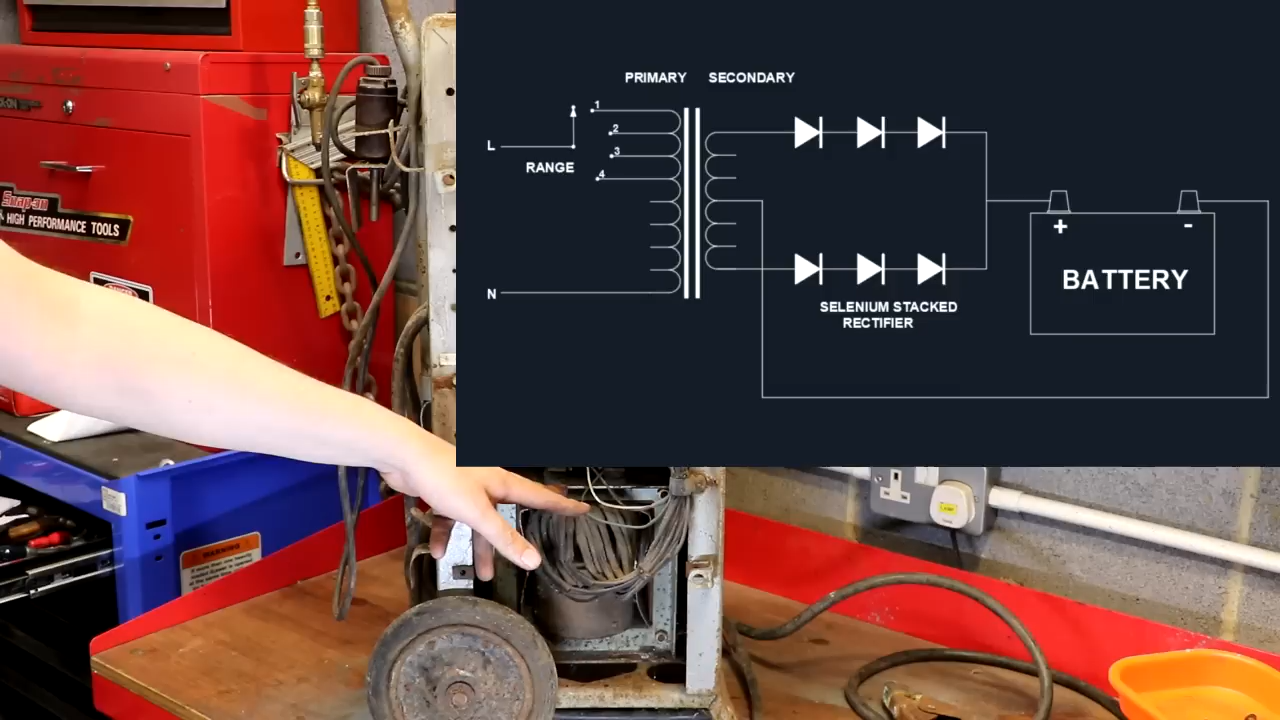 PRIMARY SECONDARY
1
2
3
4
L
RANGE
N
+ -
BATTERY
SELENIUM STACKED
RECTIFIER
Snap-on
HIGH PERFORMANCE TOOLS
WARNING